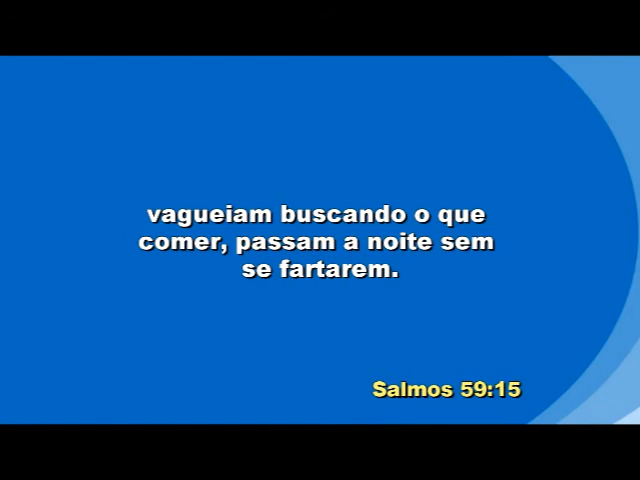 vagueiam buscando o que
comer, passam a noite sem
se fartarem.
Salmos 59:15